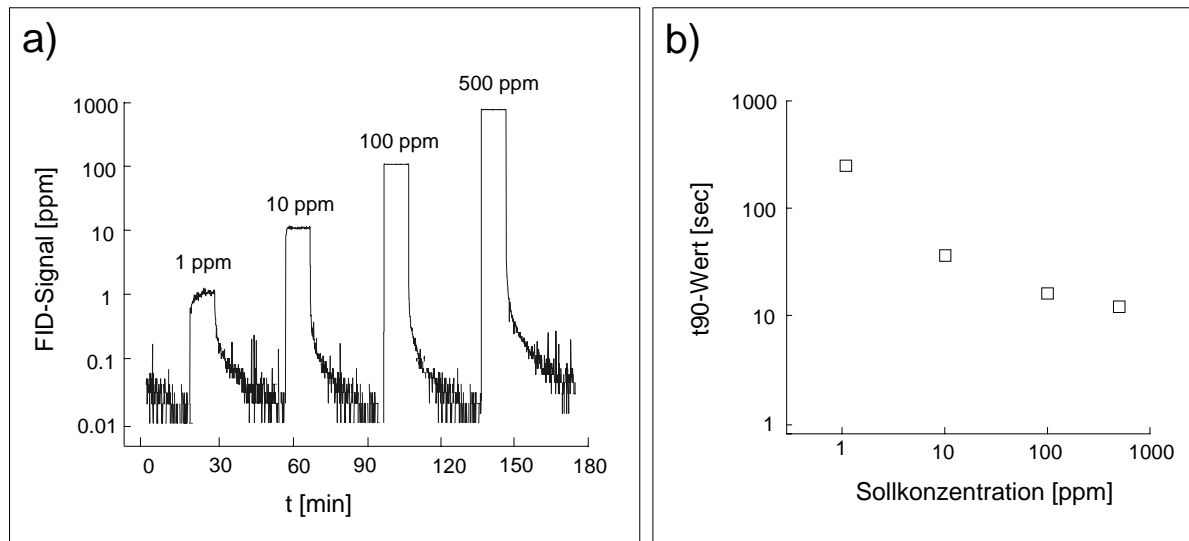 a)
FID-Signal [ppm]
1000
100
10
1
0.1
0.01
1 ppm
10 ppm
100 ppm
500 ppm
0
30
60
90
120
150
180
t [min]
b)
t90-Wert [sec]
1000
100
10
1
1
10
100
1000
Sollkonzentration [ppm]